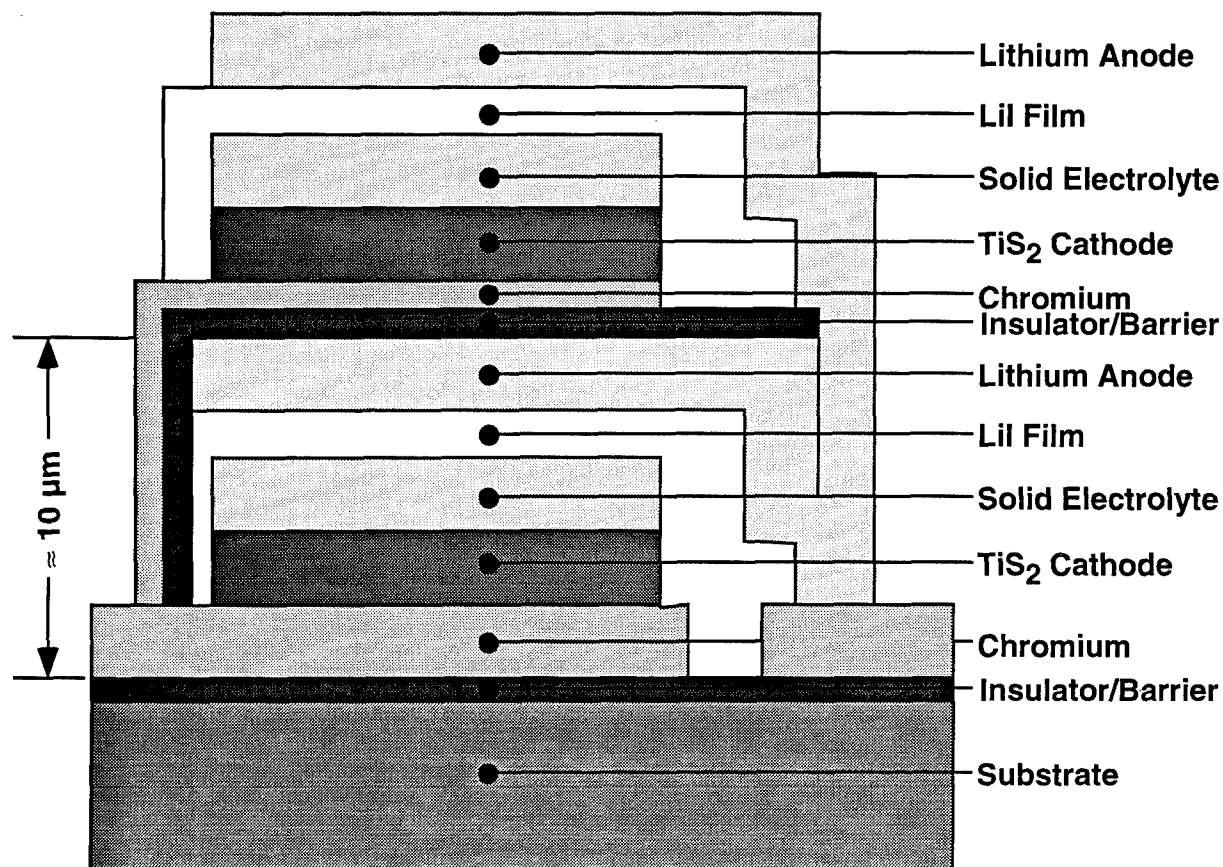 Lithium Anode
LiI Film
Solid Electrolyte
TiS₂ Cathode
Chromium
Insulator/Barrier
Lithium Anode
LiI Film
Solid Electrolyte
TiS₂ Cathode
Chromium
Insulator/Barrier
Substrate
≈ 10 µm